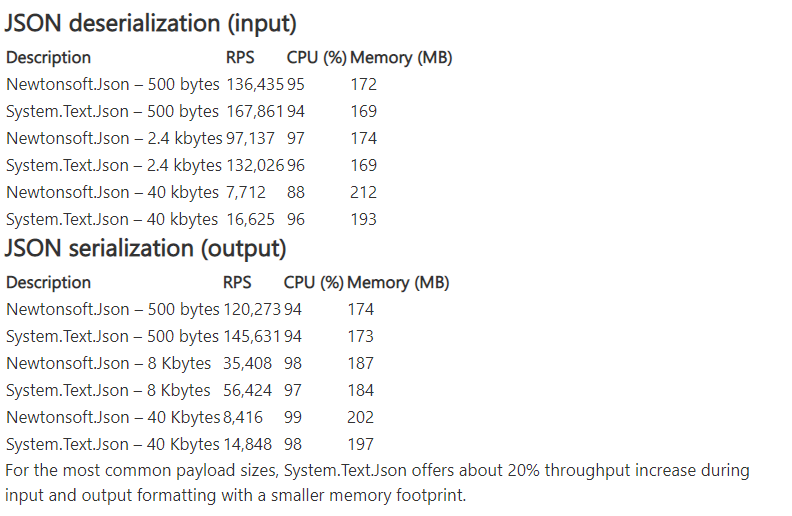 JSON deserialization (input)
Description RPS CPU (%) Memory (MB)
Newtonsoft.Json – 500 bytes 136,435 95 172
System.Text.Json – 500 bytes 167,861 94 169
Newtonsoft.Json – 2.4 kbytes 97,137 97 174
System.Text.Json – 2.4 kbytes 132,026 96 169
Newtonsoft.Json – 40 kbytes 7,712 88 212
System.Text.Json – 40 kbytes 16,625 96 193
JSON serialization (output)
Description RPS CPU (%) Memory (MB)
Newtonsoft.Json – 500 bytes 120,273 94 174
System.Text.Json – 500 bytes 145,631 94 173
Newtonsoft.Json – 8 Kbytes 35,408 98 187
System.Text.Json – 8 Kbytes 56,424 97 184
Newtonsoft.Json – 40 Kbytes 8,416 99 202
System.Text.Json – 40 Kbytes 14,848 98 197
For the most common payload sizes, System.Text.Json offers about 20% throughput increase during
input and output formatting with a smaller memory footprint.